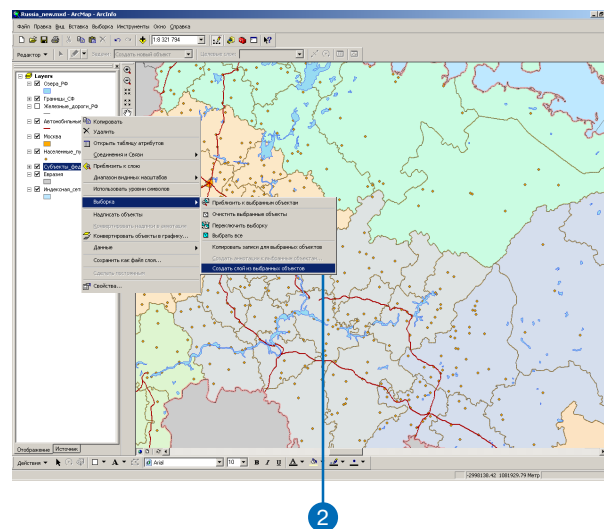 Russia_new.mxd - ArcMap - ArcInfo
Файл Правка Вид Вставка Выборка Инструменты Окно Справка
1:8 321 794
Редактор Задача: Создать новый объект Целевые слои:
Layers
Озера_РФ
Границы_СФ
Железные_дороги_РФ
Автомобильные
Москва
Населенные_пу
Субъекты_Фед
Евразия
Индексная_сет
Копировать
Удалить
Открыть таблицу атрибутов
Соединения и Связи
Приблизить к слою
Диапазон видимых масштабов
Использовать уровни символов
Выборка
Надписать объекты
Конвертировать надписи в аннотации
Конвертировать объекты в графику...
Данные
Сохранить как файл слоя...
Сделать постоянным
Свойства...
Приблизить к выбранным объектам
Очистить выбранные объекты
Переключить выборку
Выбрать все
Копировать записи для выбранных объектов
Создать аннотации к выбранным объектам...
Создать слой из выбранных объектов
Отображение Источник
Действия Arial 10 B I U A
-2998138.42 1081929.79 Метр
2